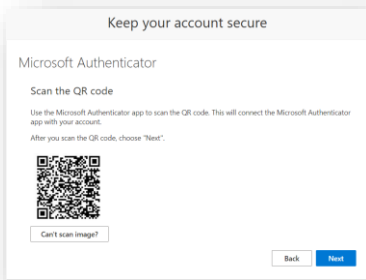 Keep your account secure
Microsoft Authenticator
Scan the QR code
Use the Microsoft Authenticator app to scan the QR code. This will connect the Microsoft Authenticator
app with your account.
After you scan the QR code, choose "Next".
Can't scan image?
Back
Next